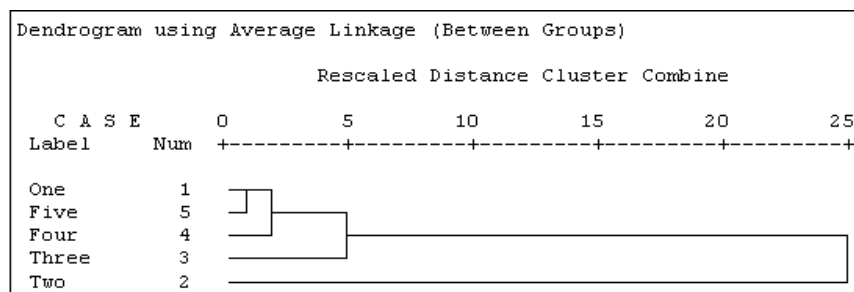 Dendrogram using Average Linkage (Between Groups)
Rescaled Distance Cluster Combine
C A S E 0 5 10 15 20 25
Label Num +---------+---------+---------+---------+---------+
One 1
Five 5
Four 4
Three 3
Two 2